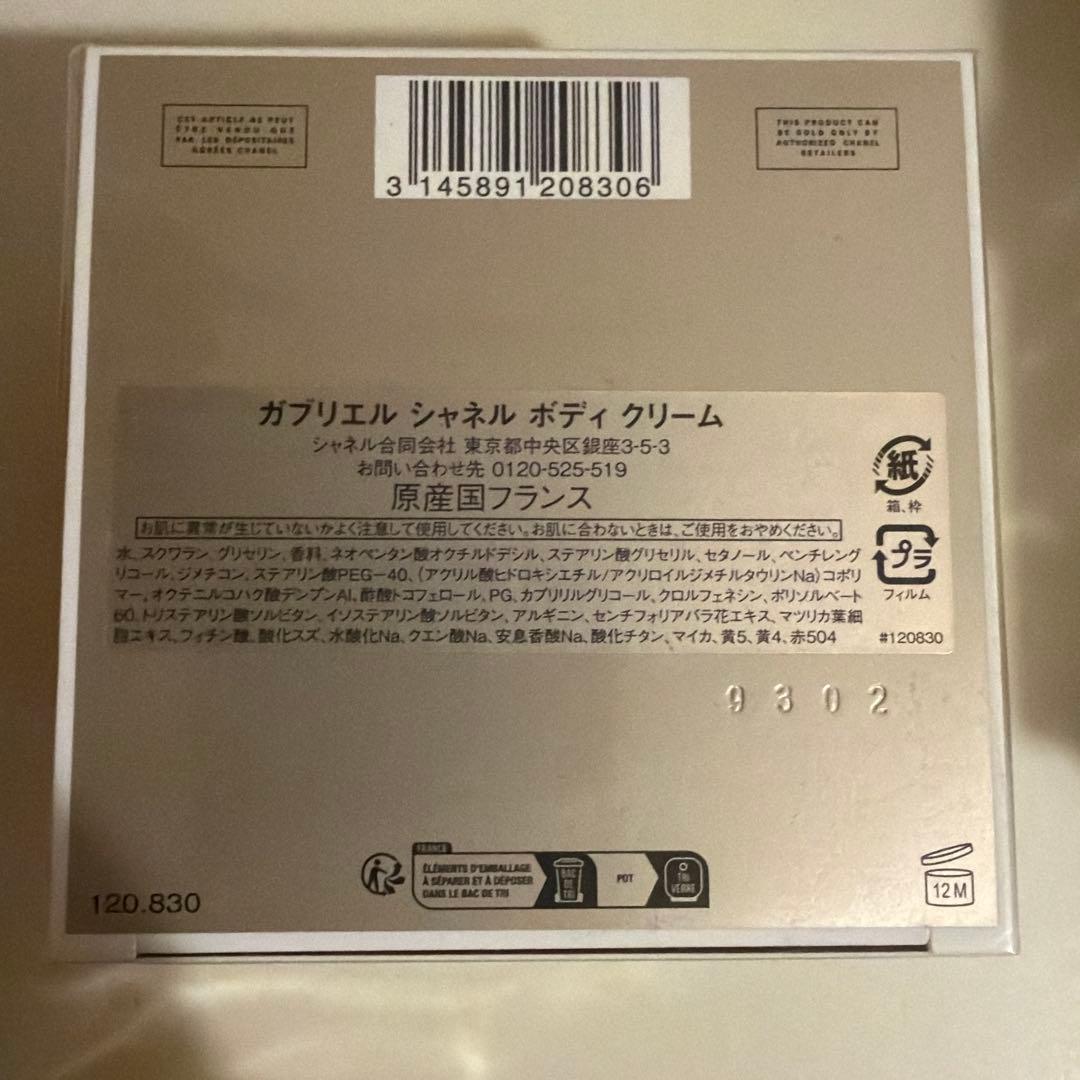 CET ARTICLE NE PEUT
ÊTRE VENDU QUE
PAR LES DÉPOSITAIRES
AGRÉÉS CHANEL
3 145891 208306
THIS PRODUCT CAN
BE SOLD ONLY BY
AUTHORIZED CHANEL
RETAILERS
ガブリエル シャネル ボディ クリーム
シャネル合同会社 東京都中央区銀座3-5-3
お問い合わせ先 0120-525-519
原産国フランス
お肌に異常が生じていないかよく注意して使用してください。お肌に合わないときは、ご使用をおやめください。
水、スクワラン、グリセリン、香料、ネオペンタン酸オクチルドデシル、ステアリン酸グリセリル、セタノール、ペンチレング
リコール、ジメチコン、ステアリン酸PEG-40、(アクリル酸ヒドロキシエチル/アクリロイルジメチルタウリンNa)コポリ
マー、オクテニルコハク酸デンプンAl、酢酸トコフェロール、PG、カプリリルグリコール、クロルフェネシン、ポリソルベート
60、トリステアリン酸ソルビタン、イソステアリン酸ソルビタン、アルギニン、センチフォリアバラ花エキス、マツリカ葉細
胞エキス、フィチン酸、酸化スズ、水酸化Na、クエン酸Na、安息香酸Na、酸化チタン、マイカ、黄5、黄4、赤504
紙
箱、枠
プラ
フィルム
#120830
9302
FRANCE
ÉLÉMENTS D'EMBALLAGE
À SÉPARER ET À DÉPOSER
DANS LE BAC DE TRI
BAC
DE
TRI
POT
TRI
VERRE
120.830
12 M